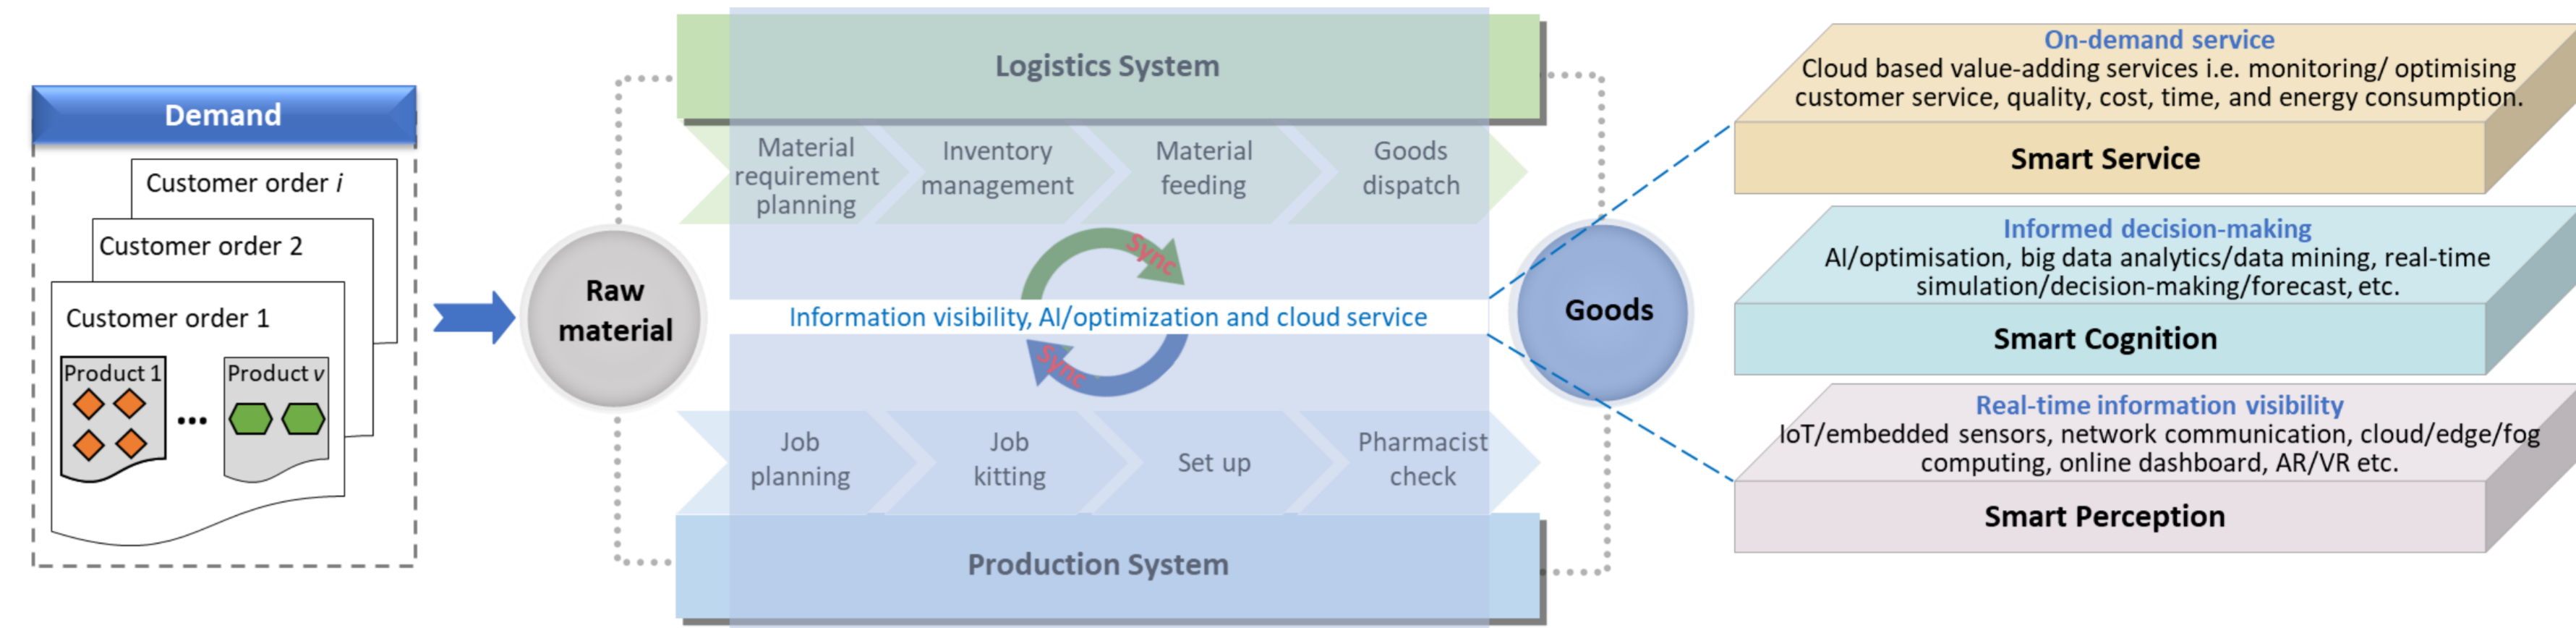 Demand
Customer order i
Customer order 2
Customer order 1
Product 1
...
Product v
Raw
material
Logistics System
Material
requirement
planning
Inventory
management
Material
feeding
Goods
dispatch
Sync
Information visibility, AI/optimization and cloud service
Sync
Job
planning
Job
kitting
Set up
Pharmacist
check
Production System
Goods
On-demand service
Cloud based value-adding services i.e. monitoring/ optimising
customer service, quality, cost, time, and energy consumption.
Smart Service
Informed decision-making
AI/optimisation, big data analytics/data mining, real-time
simulation/decision-making/forecast, etc.
Smart Cognition
Real-time information visibility
IoT/embedded sensors, network communication, cloud/edge/fog
computing, online dashboard, AR/VR etc.
Smart Perception